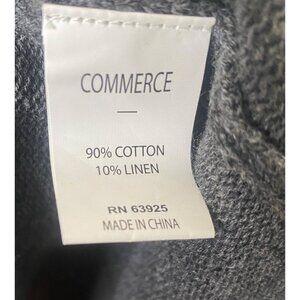 COMMERCE
—
90% COTTON
10% LINEN
RN 63925
MADE IN CHINA